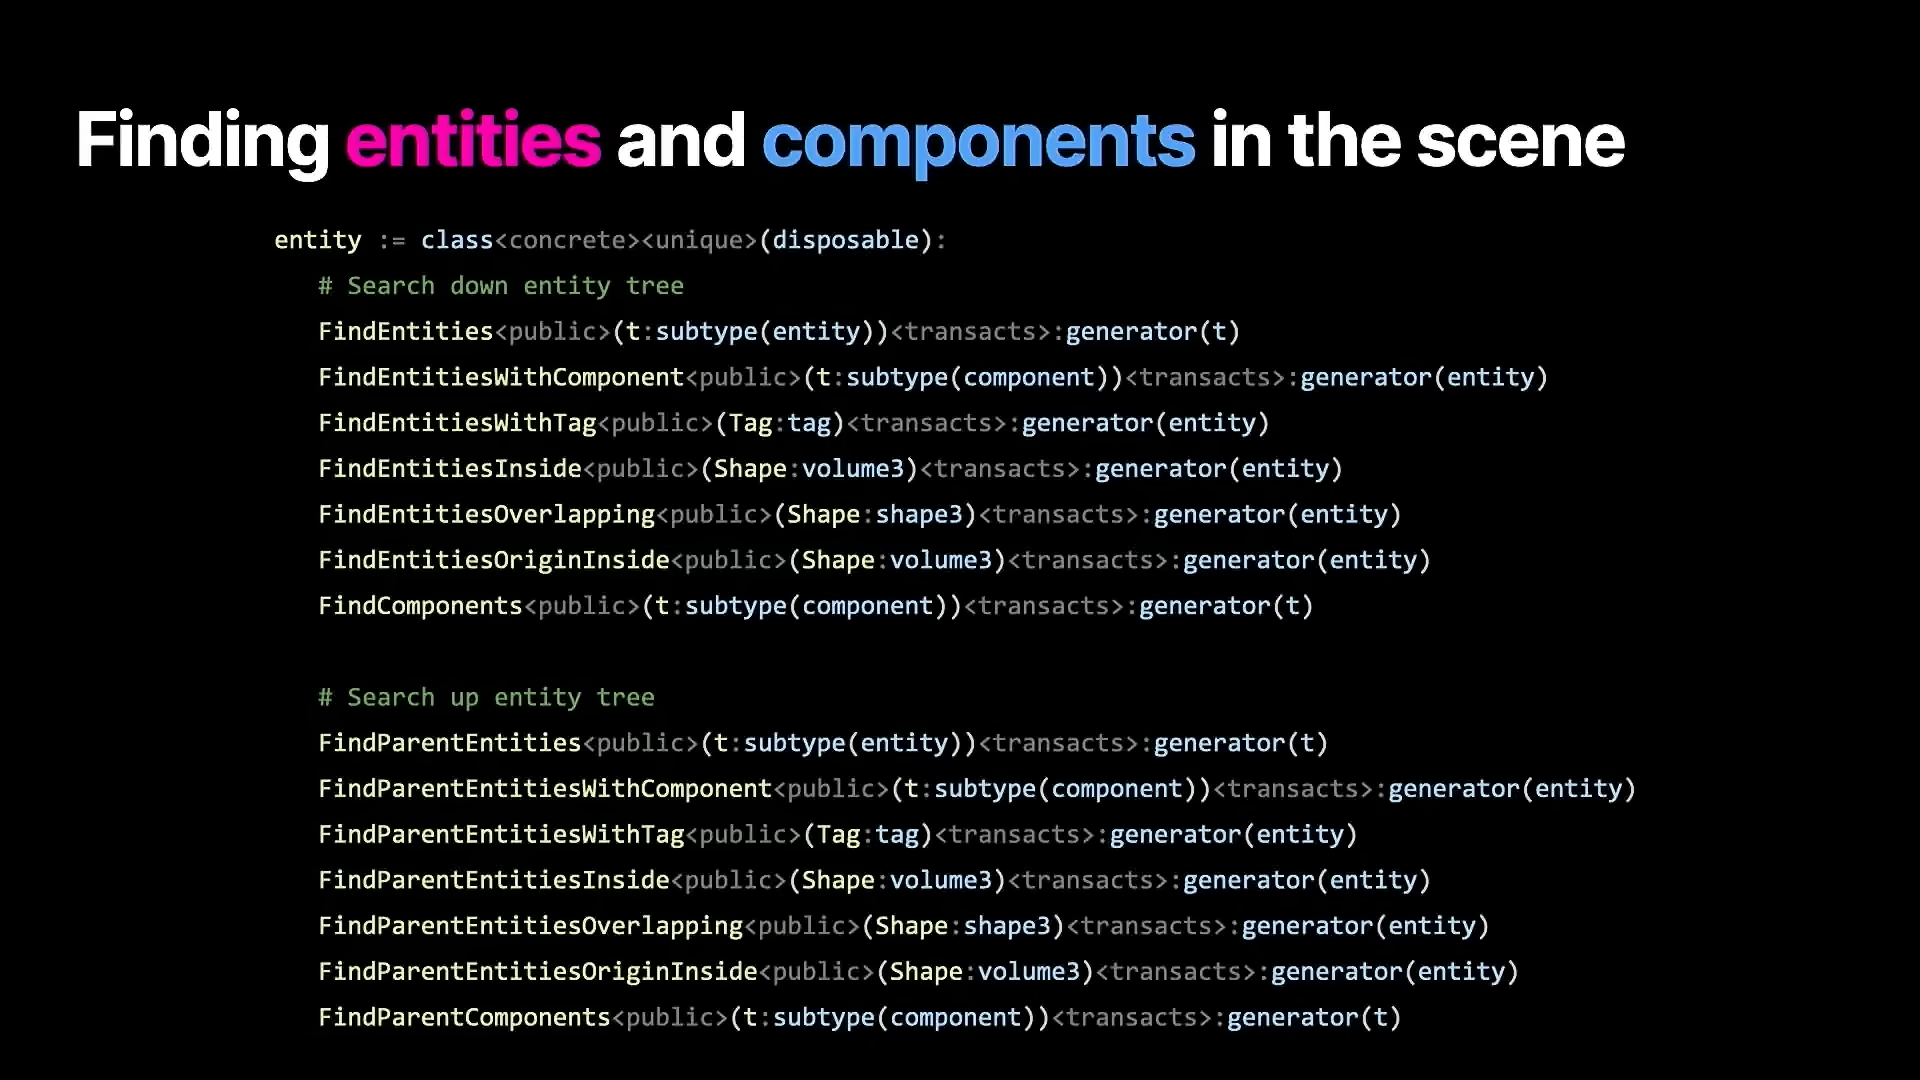 Finding entities and components in the scene
entity := class<concrete><unique>(disposable):
# Search down entity tree
FindEntities<public>(t:subtype(entity))<transacts>:generator(t)
FindEntitiesWithComponent<public>(t:subtype(component))<transacts>:generator(entity)
FindEntitiesWithTag<public>(Tag:tag)<transacts>:generator(entity)
FindEntitiesInside<public>(Shape:volume3)<transacts>:generator(entity)
FindEntitiesOverlapping<public>(Shape:shape3)<transacts>:generator(entity)
FindEntitiesOriginInside<public>(Shape:volume3)<transacts>:generator(entity)
FindComponents<public>(t:subtype(component))<transacts>:generator(t)
# Search up entity tree
FindParentEntities<public>(t:subtype(entity))<transacts>:generator(t)
FindParentEntitiesWithComponent<public>(t:subtype(component))<transacts>:generator(entity)
FindParentEntitiesWithTag<public>(Tag:tag)<transacts>:generator(entity)
FindParentEntitiesInside<public>(Shape:volume3)<transacts>:generator(entity)
FindParentEntitiesOverlapping<public>(Shape:shape3)<transacts>:generator(entity)
FindParentEntitiesOriginInside<public>(Shape:volume3)<transacts>:generator(entity)
FindParentComponents<public>(t:subtype(component))<transacts>:generator(t)